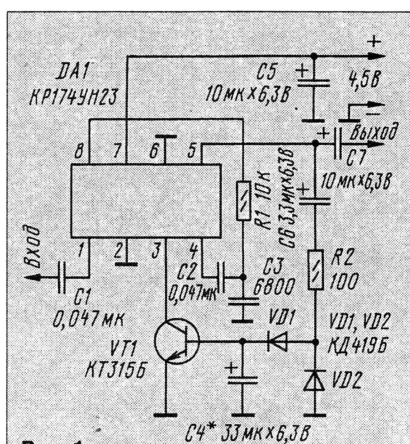 DA1
КР174УН23
+
C5
10мк×6,3В
4,5В
−
Выход
8 7 6 5
+
C7
10мк×6,3В
R1 10к
C6 3,3мк×6,3В
1 2 3 4
Вход
C1
0,047мк
C2
0,047мк
C3
6800
R2
100
VT1
КТ315Б
VD1
VD1, VD2
КД419Б
VD2
+
C4* 33мк×6,3В